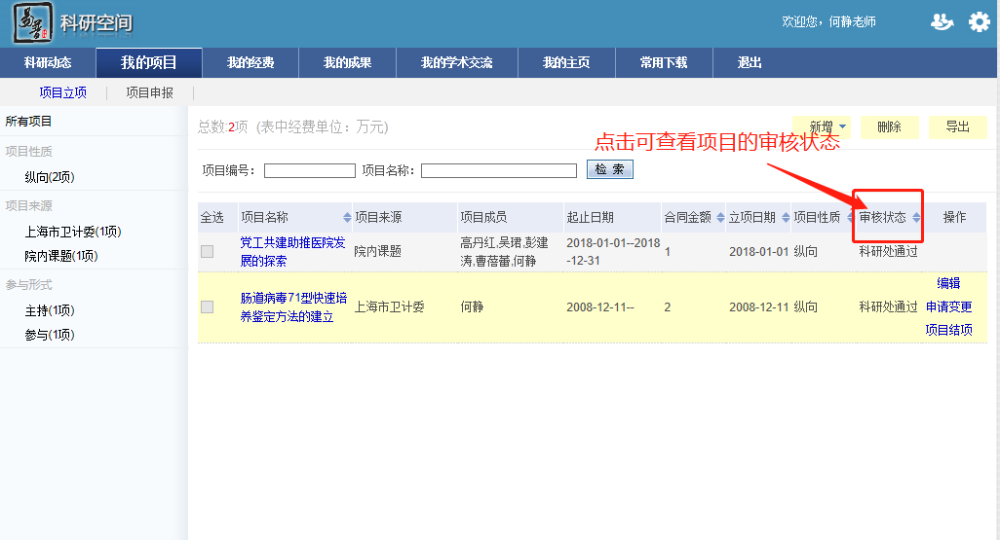 易普 科研空间
欢迎您，何静老师
科研动态 我的项目 我的经费 我的成果 我的学术交流 我的主页 常用下载 退出
项目立项 项目申报
所有项目
项目性质
纵向(2项)
项目来源
上海市卫计委(1项)
院内课题(1项)
参与形式
主持(1项)
参与(1项)
总数:2项 (表中经费单位：万元)
新增 删除 导出
点击可查看项目的审核状态
项目编号： 项目名称： 检 索
全选 项目名称 项目来源 项目成员 起止日期 合同金额 立项日期 项目性质 审核状态 操作
党工共建助推医院发
展的探索
院内课题
高丹红,吴珺,彭建
涛,曹蓓蕾,何静
2018-01-01--2018
-12-31
1 2018-01-01 纵向 科研处通过
肠道病毒71型快速培
养鉴定方法的建立
上海市卫计委 何静 2008-12-11-- 2 2008-12-11 纵向 科研处通过
编辑
申请变更
项目结项